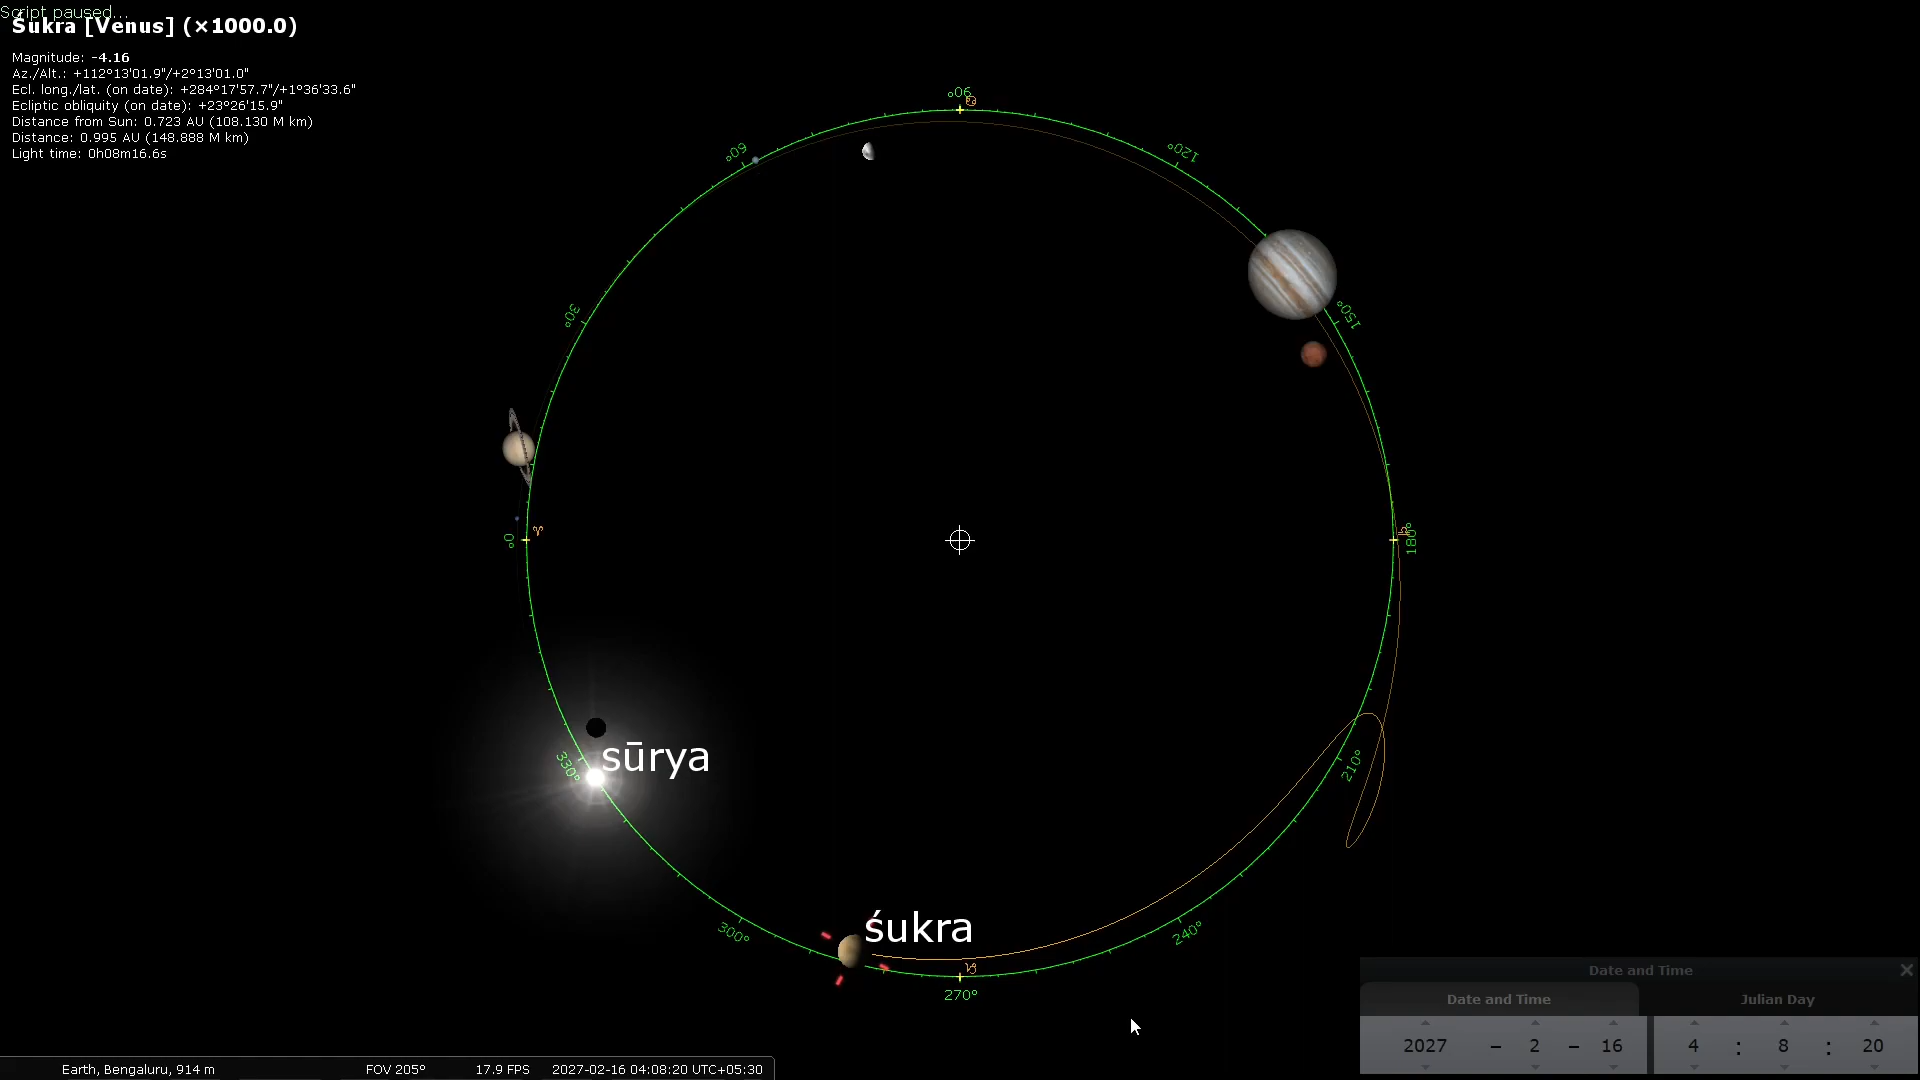 Script paused...
Śukra [Venus] (×1000.0)
Magnitude: -4.16
Az./Alt.: +112°13'01.9"/+2°13'01.0"
Ecl. long./lat. (on date): +284°17'57.7"/+1°36'33.6"
Ecliptic obliquity (on date): +23°26'15.9"
Distance from Sun: 0.723 AU (108.130 M km)
Distance: 0.995 AU (148.888 M km)
Light time: 0h08m16.6s
90°
♋
60°
120°
30°
150°
0°
♈
180°
♎
330°
sūrya
210°
300°
śukra
240°
♑
270°
Date and Time
Date and Time
Julian Day
2027 - 2 - 16
4 : 8 : 20
Earth, Bengaluru, 914 m
FOV 205°
17.9 FPS
2027-02-16 04:08:20 UTC+05:30